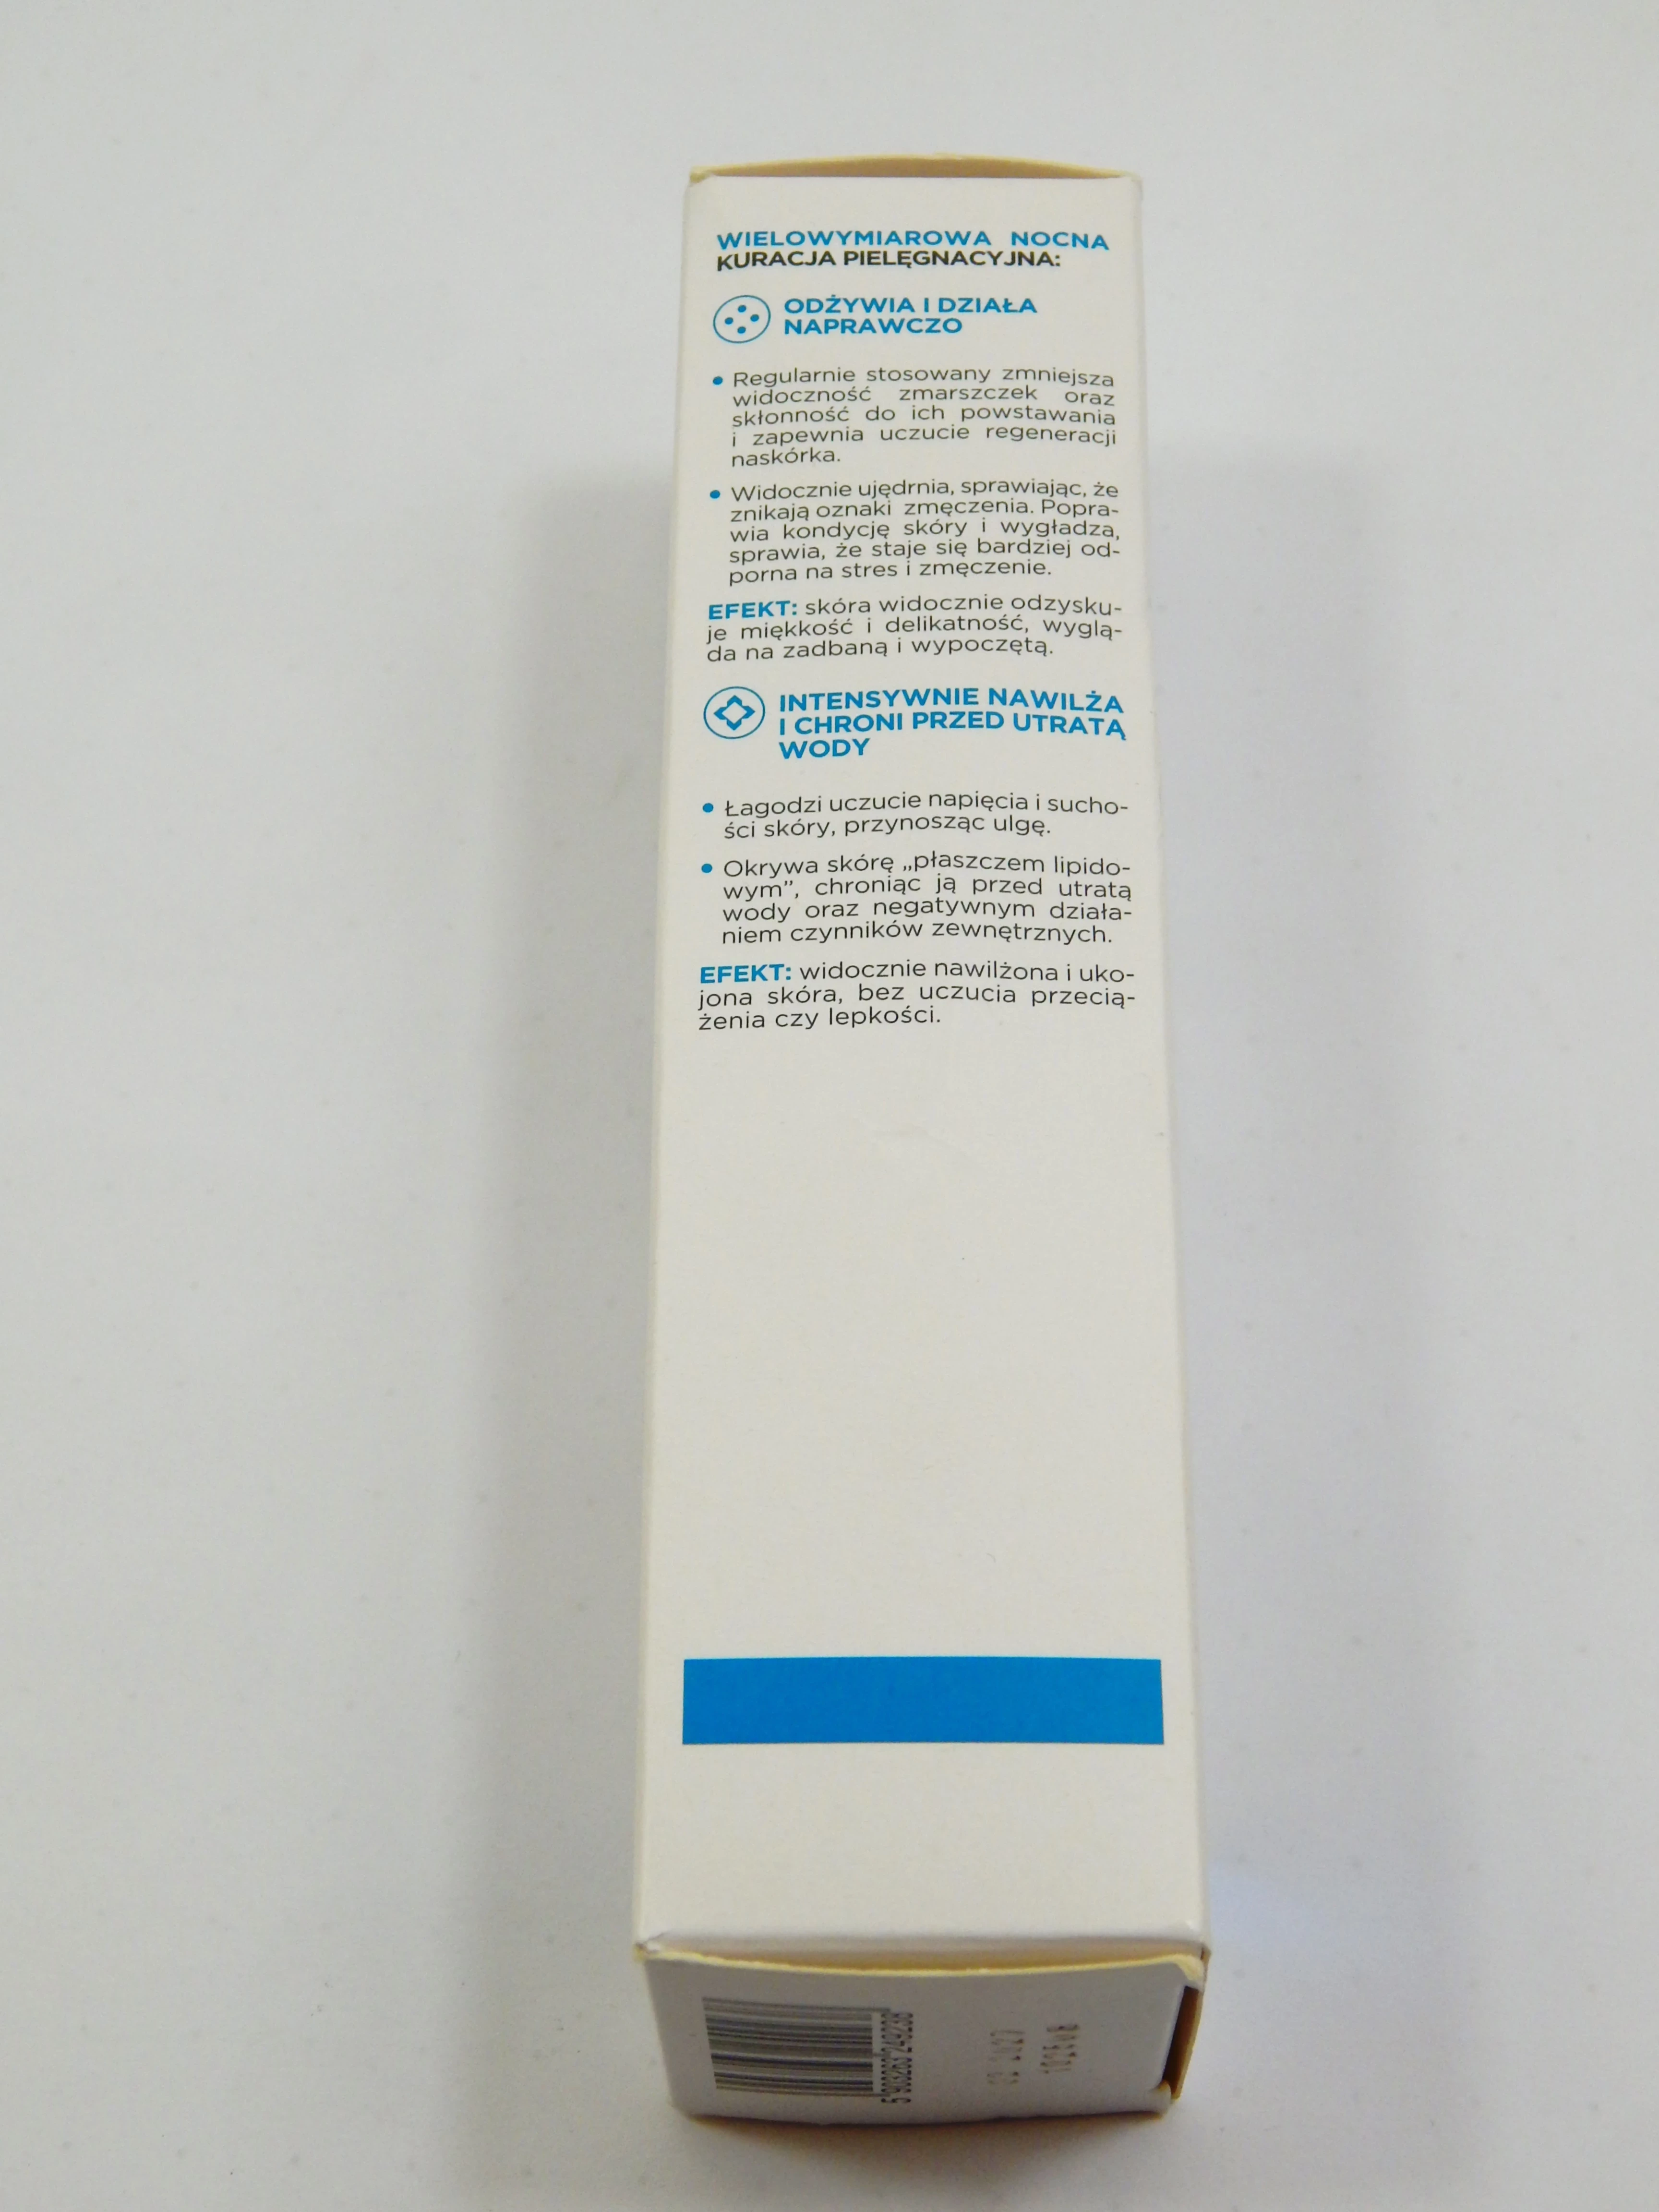 WIELOWYMIAROWA NOCNA
KURACJA PIELĘGNACYJNA:
ODŻYWIA I DZIAŁA
NAPRAWCZO
• Regularnie stosowany zmniejsza
widoczność zmarszczek oraz
skłonność do ich powstawania
i zapewnia uczucie regeneracji
naskórka.
• Widocznie ujędrnia, sprawiając, że
znikają oznaki zmęczenia. Popra-
wia kondycję skóry i wygładza,
sprawia, że staje się bardziej od-
porna na stres i zmęczenie.
EFEKT: skóra widocznie odzysku-
je miękkość i delikatność, wyglą-
da na zadbaną i wypoczętą.
INTENSYWNIE NAWILŻA
I CHRONI PRZED UTRATĄ
WODY
• Łagodzi uczucie napięcia i sucho-
ści skóry, przynosząc ulgę.
• Okrywa skórę „płaszczem lipido-
wym”, chroniąc ją przed utratą
wody oraz negatywnym działa-
niem czynników zewnętrznych.
EFEKT: widocznie nawilżona i uko-
jona skóra, bez uczucia przecią-
żenia czy lepkości.